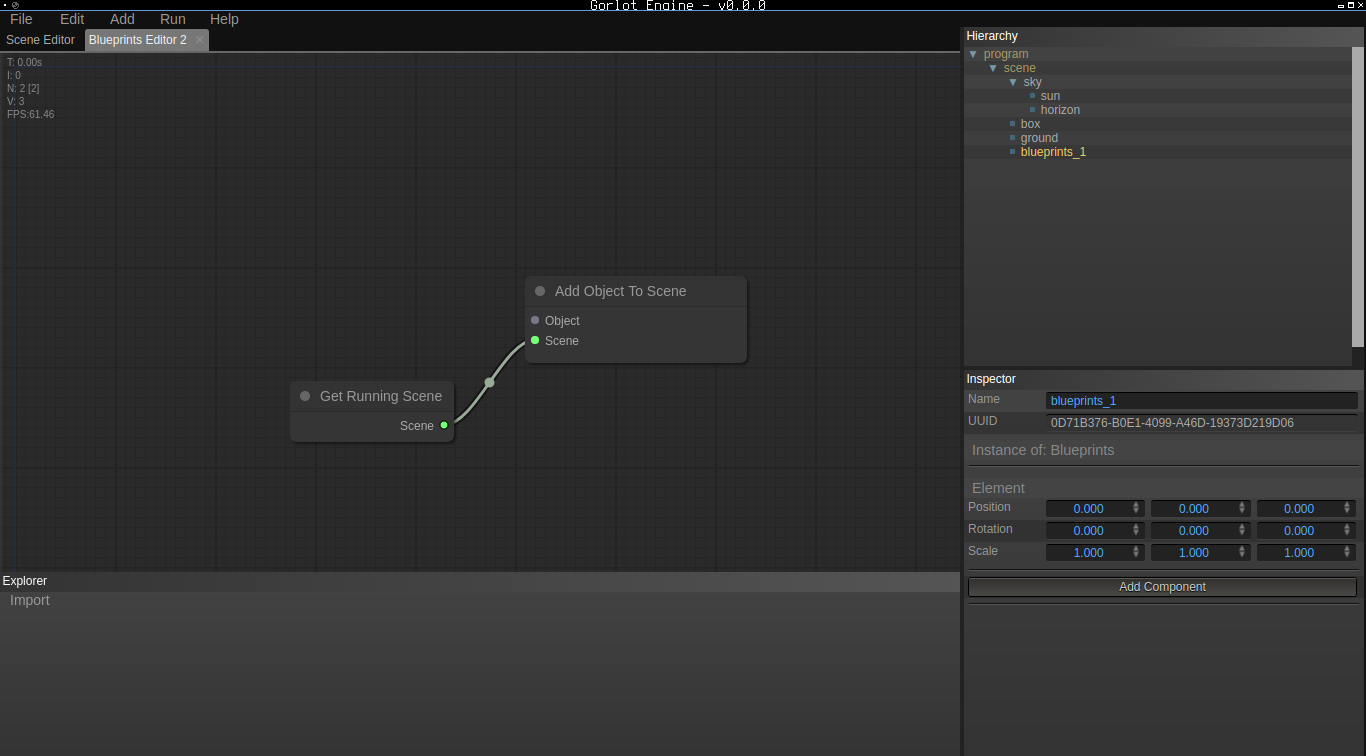 Gorlot Engine - v0.0.0
File Edit Add Run Help
Scene Editor Blueprints Editor 2 ×
T: 0.00s
I: 0
N: 2 [2]
V: 3
FPS:61.46
Add Object To Scene
Object
Scene
Get Running Scene
Scene
Explorer
Import
Hierarchy
program
scene
sky
sun
horizon
box
ground
blueprints_1
Inspector
Name blueprints_1
UUID 0D71B376-B0E1-4099-A46D-19373D219D06
Instance of: Blueprints
Element
Position 0.000 0.000 0.000
Rotation 0.000 0.000 0.000
Scale 1.000 1.000 1.000
Add Component